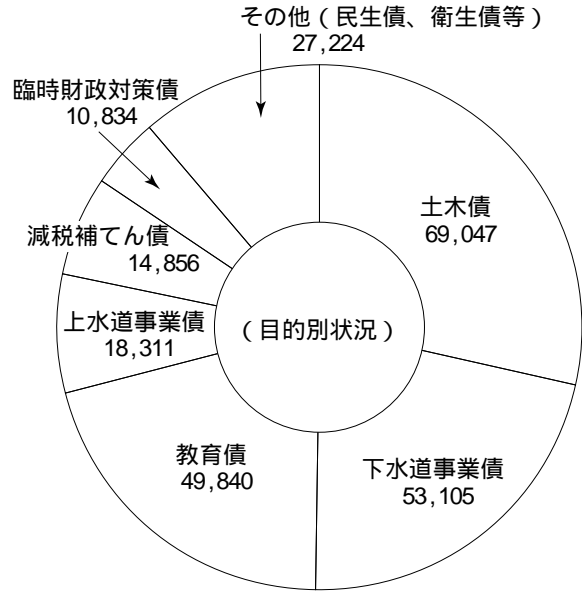 その他（民生債、衛生債等）
27,224
臨時財政対策債
10,834
土木債
69,047
減税補てん債
14,856
上水道事業債
18,311
（目的別状況）
教育債
49,840
下水道事業債
53,105